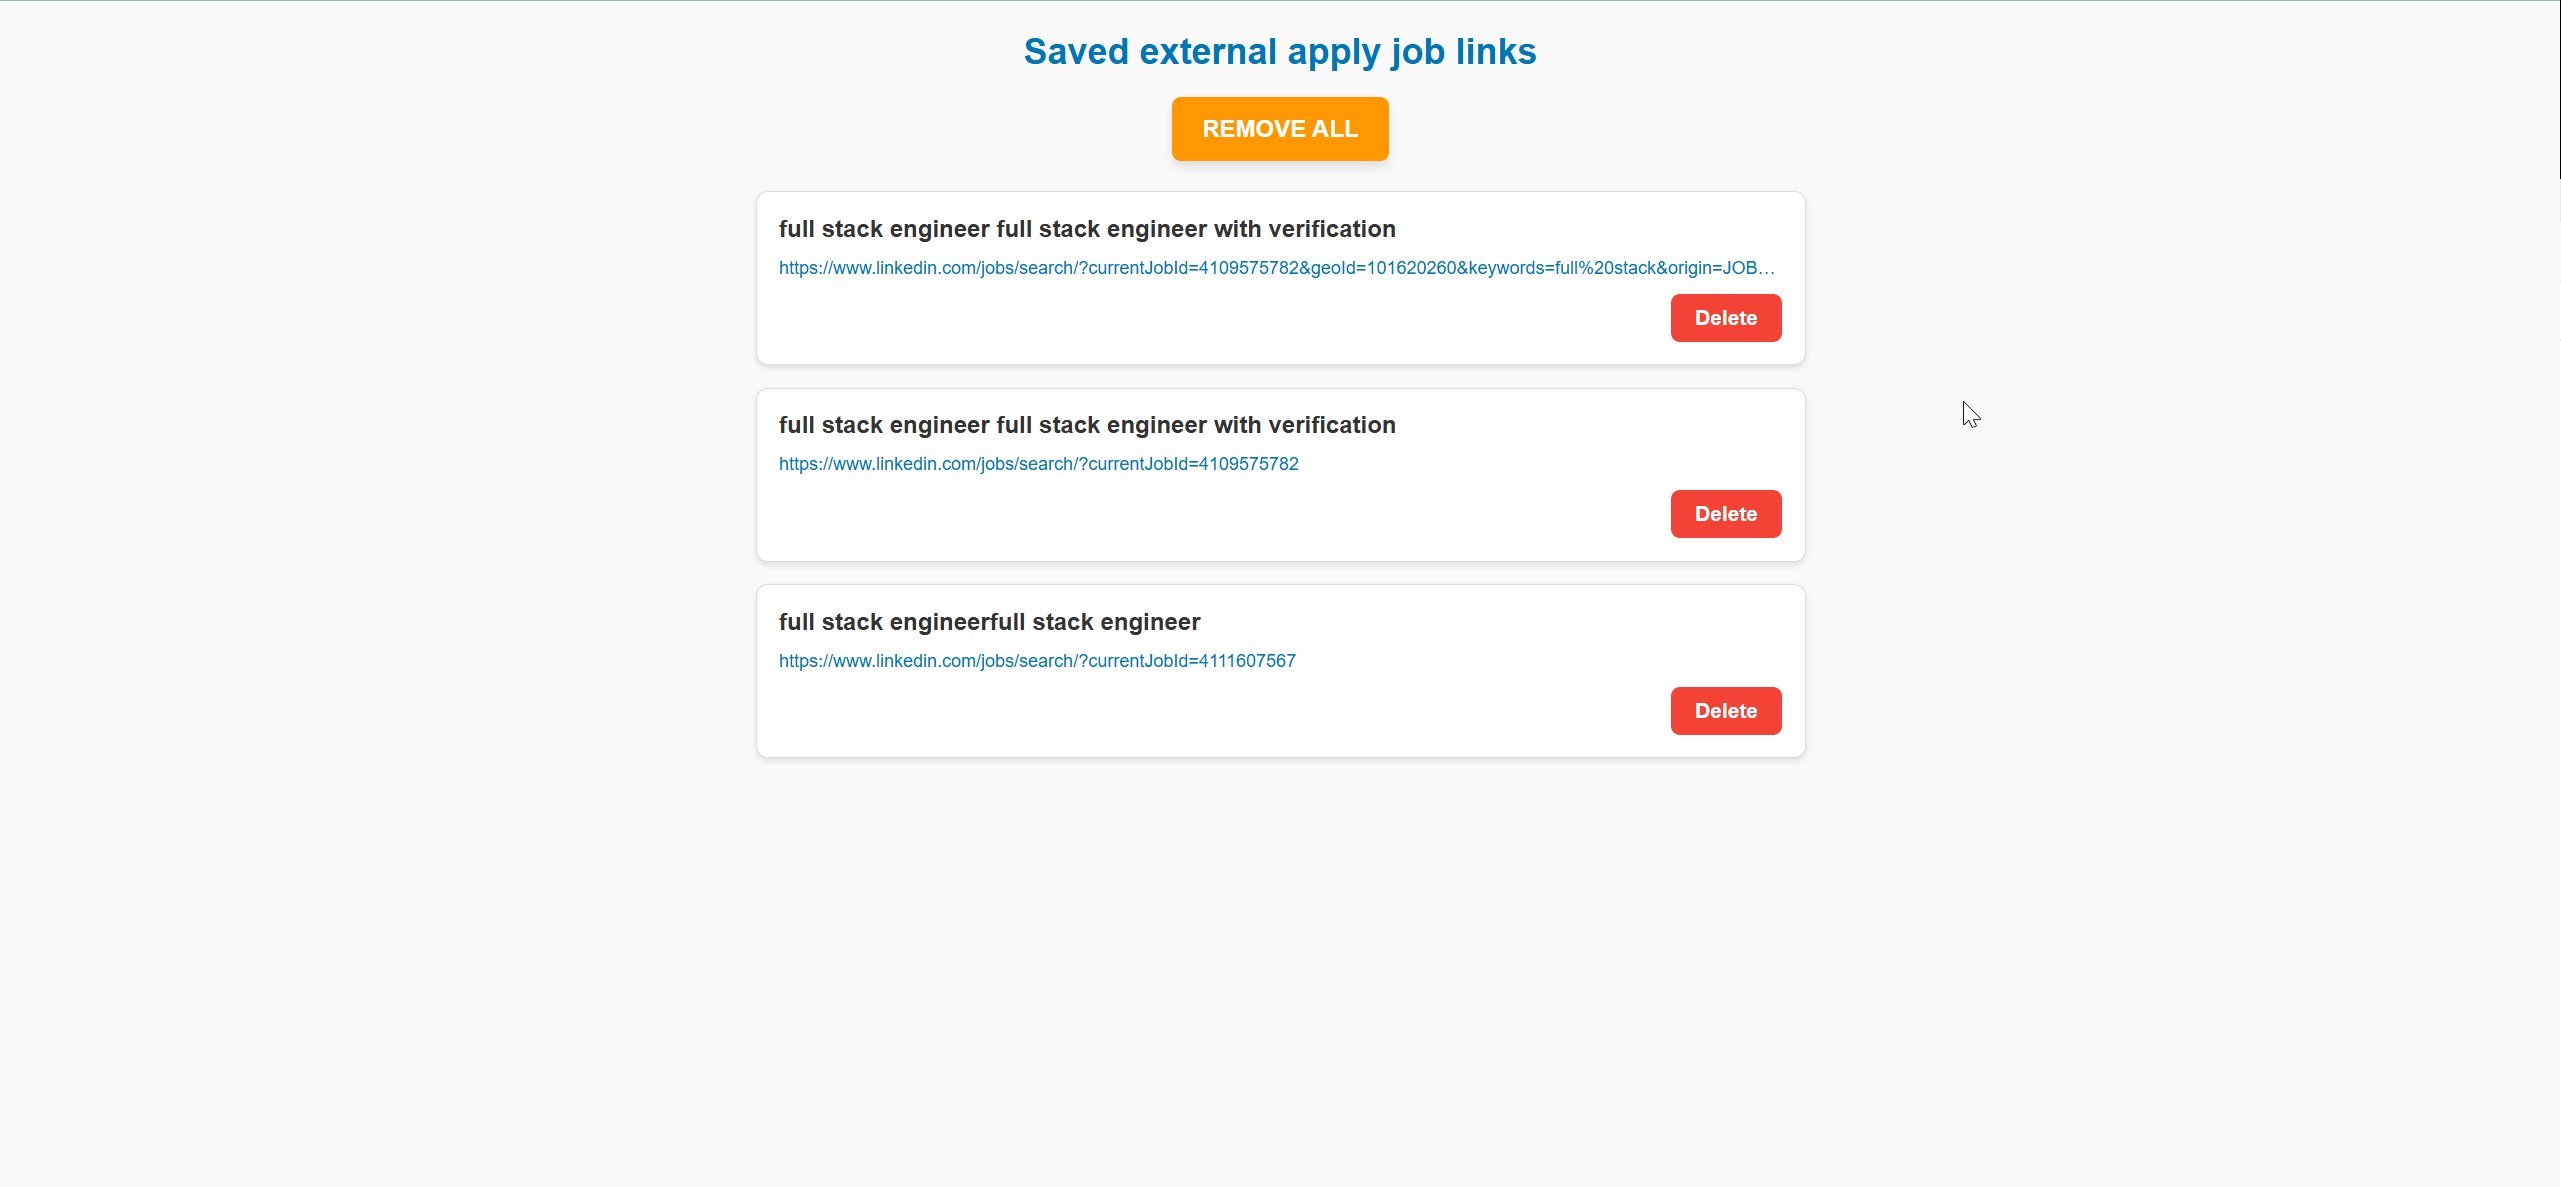 Saved external apply job links
REMOVE ALL
full stack engineer full stack engineer with verification
https://www.linkedin.com/jobs/search/?currentJobId=4109575782&geoId=101620260&keywords=full%20stack&origin=JOB…
Delete
full stack engineer full stack engineer with verification
https://www.linkedin.com/jobs/search/?currentJobId=4109575782
Delete
full stack engineerfull stack engineer
https://www.linkedin.com/jobs/search/?currentJobId=4111607567
Delete